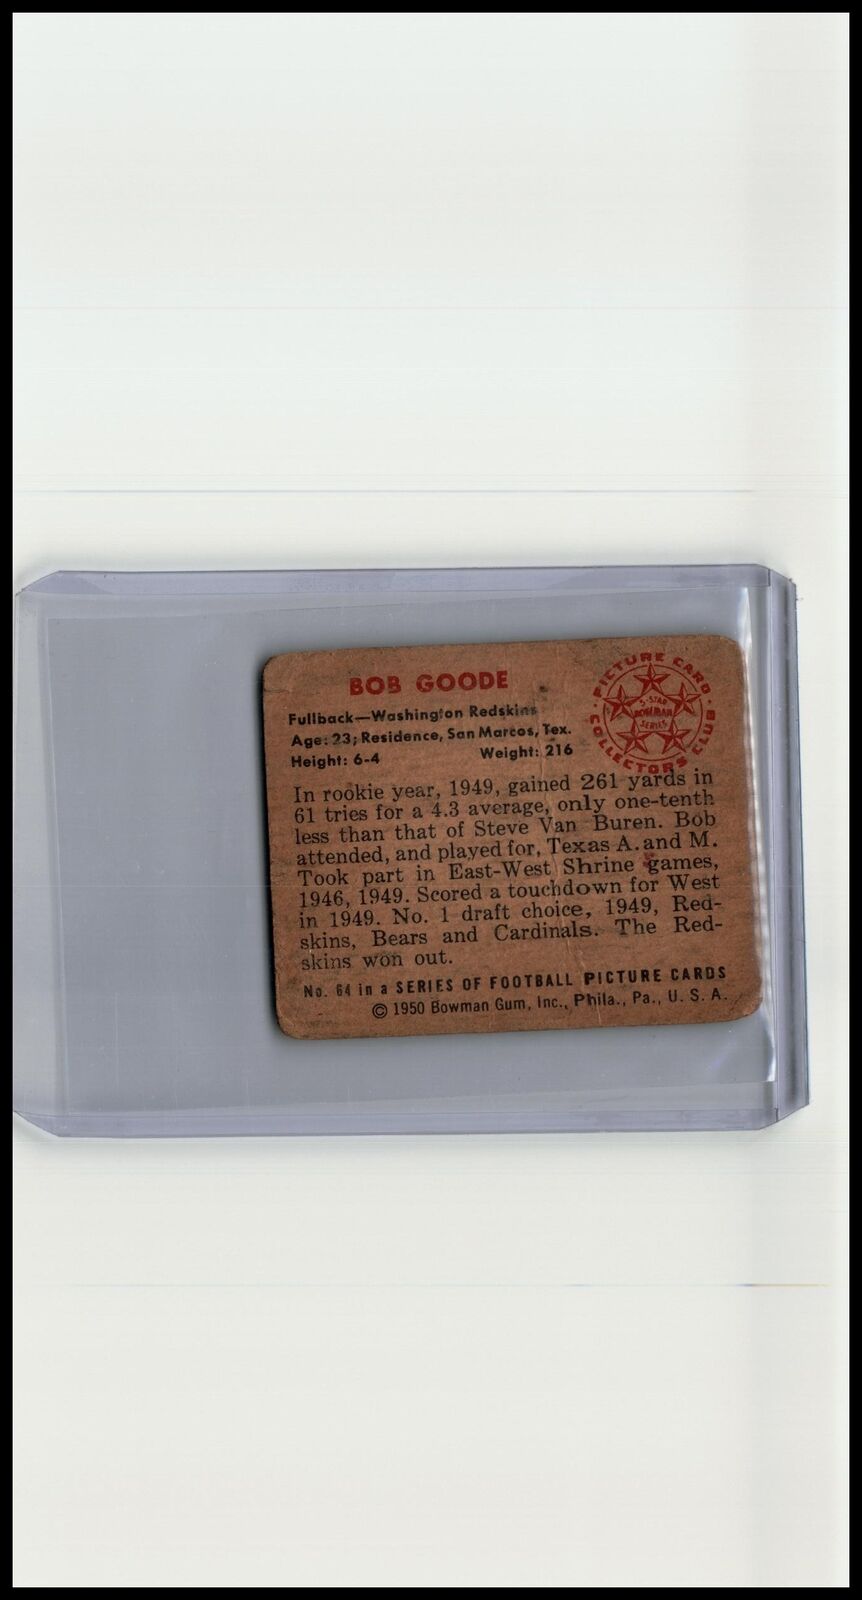 BOB GOODE
Fullback—Washington Redskins
Age: 23; Residence, San Marcos, Tex.
Height: 6-4 Weight: 216
PICTURE CARD
COLLECTORS CLUB
5-STAR
BOWMAN
SERIES
In rookie year, 1949, gained 261 yards in
61 tries for a 4.3 average, only one-tenth
less than that of Steve Van Buren. Bob
attended, and played for, Texas A. and M.
Took part in East-West Shrine games,
1946, 1949. Scored a touchdown for West
in 1949. No. 1 draft choice, 1949, Red-
skins, Bears and Cardinals. The Red-
skins won out.
No. 64 in a SERIES OF FOOTBALL PICTURE CARDS
© 1950 Bowman Gum, Inc., Phila., Pa., U. S. A.